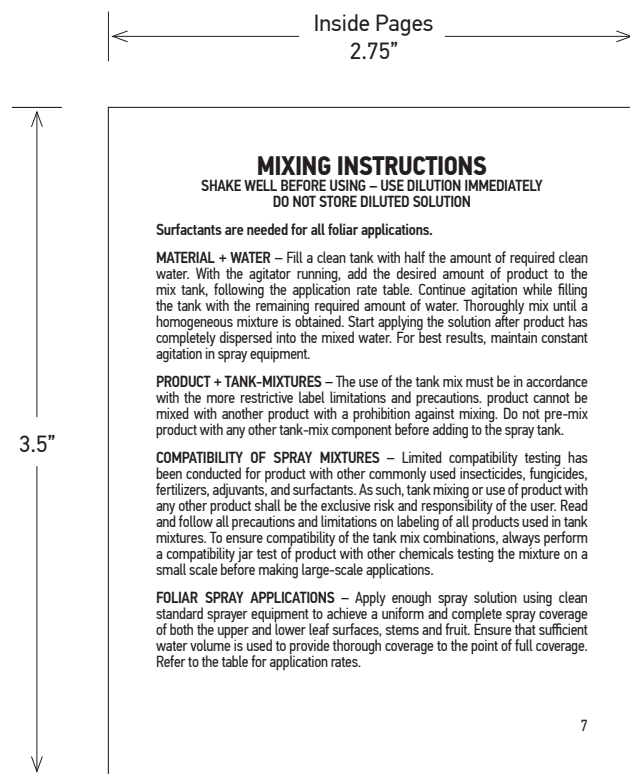 Inside Pages
2.75”
3.5”
MIXING INSTRUCTIONS
SHAKE WELL BEFORE USING – USE DILUTION IMMEDIATELY
DO NOT STORE DILUTED SOLUTION
Surfactants are needed for all foliar applications.
MATERIAL + WATER – Fill a clean tank with half the amount of required clean
water. With the agitator running, add the desired amount of product to the
mix tank, following the application rate table. Continue agitation while filling
the tank with the remaining required amount of water. Thoroughly mix until a
homogeneous mixture is obtained. Start applying the solution after product has
completely dispersed into the mixed water. For best results, maintain constant
agitation in spray equipment.
PRODUCT + TANK-MIXTURES – The use of the tank mix must be in accordance
with the more restrictive label limitations and precautions. product cannot be
mixed with another product with a prohibition against mixing. Do not pre-mix
product with any other tank-mix component before adding to the spray tank.
COMPATIBILITY OF SPRAY MIXTURES – Limited compatibility testing has
been conducted for product with other commonly used insecticides, fungicides,
fertilizers, adjuvants, and surfactants. As such, tank mixing or use of product with
any other product shall be the exclusive risk and responsibility of the user. Read
and follow all precautions and limitations on labeling of all products used in tank
mixtures. To ensure compatibility of the tank mix combinations, always perform
a compatibility jar test of product with other chemicals testing the mixture on a
small scale before making large-scale applications.
FOLIAR SPRAY APPLICATIONS – Apply enough spray solution using clean
standard sprayer equipment to achieve a uniform and complete spray coverage
of both the upper and lower leaf surfaces, stems and fruit. Ensure that sufficient
water volume is used to provide thorough coverage to the point of full coverage.
Refer to the table for application rates.
7